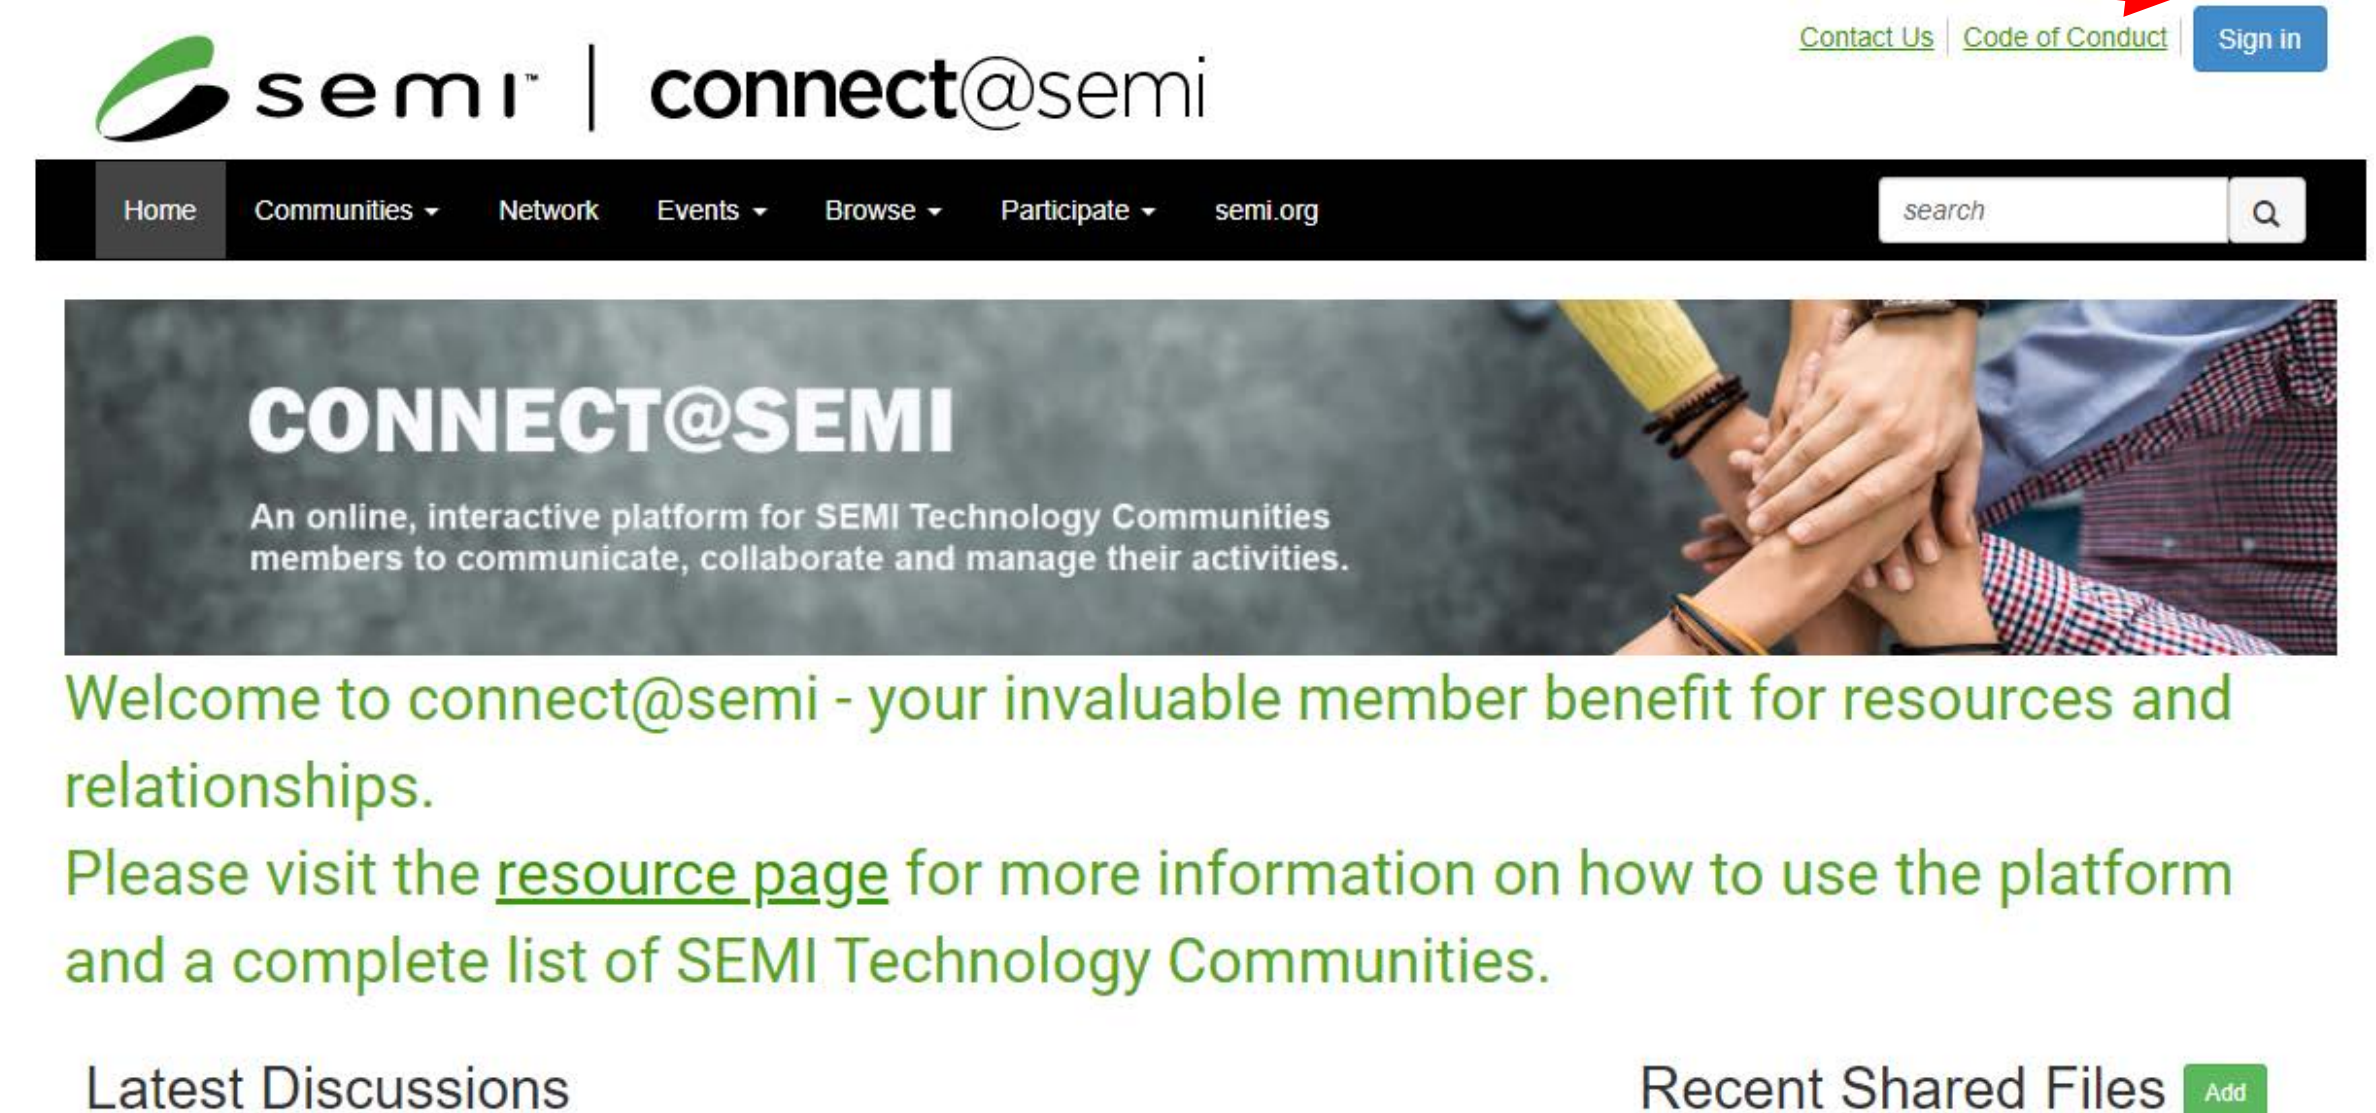 Contact Us
Code of Conduct
Sign in
semi™ | connect@semi
Home Communities Network Events Browse Participate semi.org search
CONNECT@SEMI
An online, interactive platform for SEMI Technology Communities
members to communicate, collaborate and manage their activities.
Welcome to connect@semi - your invaluable member benefit for resources and
relationships.
Please visit the resource page for more information on how to use the platform
and a complete list of SEMI Technology Communities.
Latest Discussions
Recent Shared Files Add